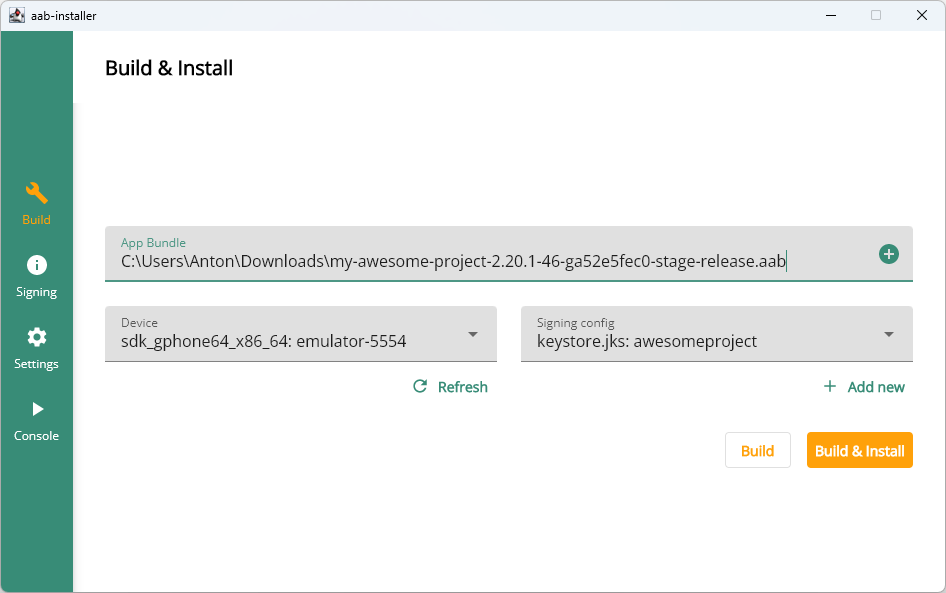 aab-installer
Build & Install
Build
Signing
Settings
Console
App Bundle
C:\Users\Anton\Downloads\my-awesome-project-2.20.1-46-ga52e5fec0-stage-release.aab
Device
sdk_gphone64_x86_64: emulator-5554
Signing config
keystore.jks: awesomeproject
Refresh
Add new
Build
Build & Install